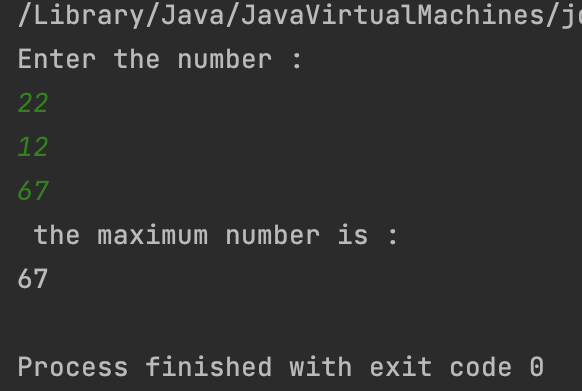 /Library/Java/JavaVirtualMachines/
Enter the number :
22
12
67
the maximum number is :
67
Process finished with exit code 0